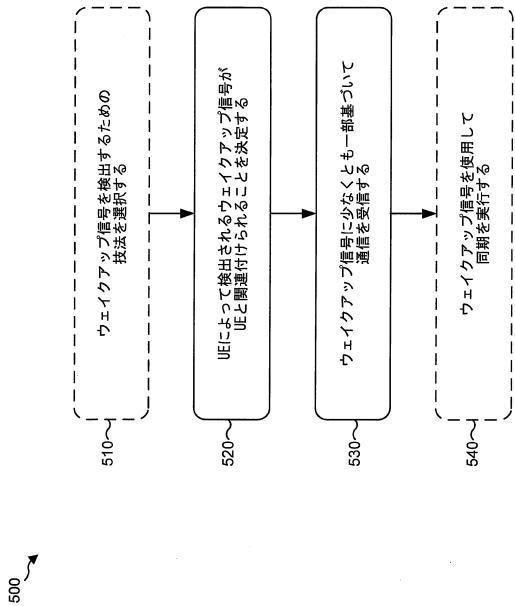 500
510
ウェイクアップ信号を検出するための
技法を選択する
520
UEによって検出されるウェイクアップ信号が
UEと関連付けられることを決定する
530
ウェイクアップ信号に少なくとも一部基づいて
通信を受信する
540
ウェイクアップ信号を使用して
同期を実行する